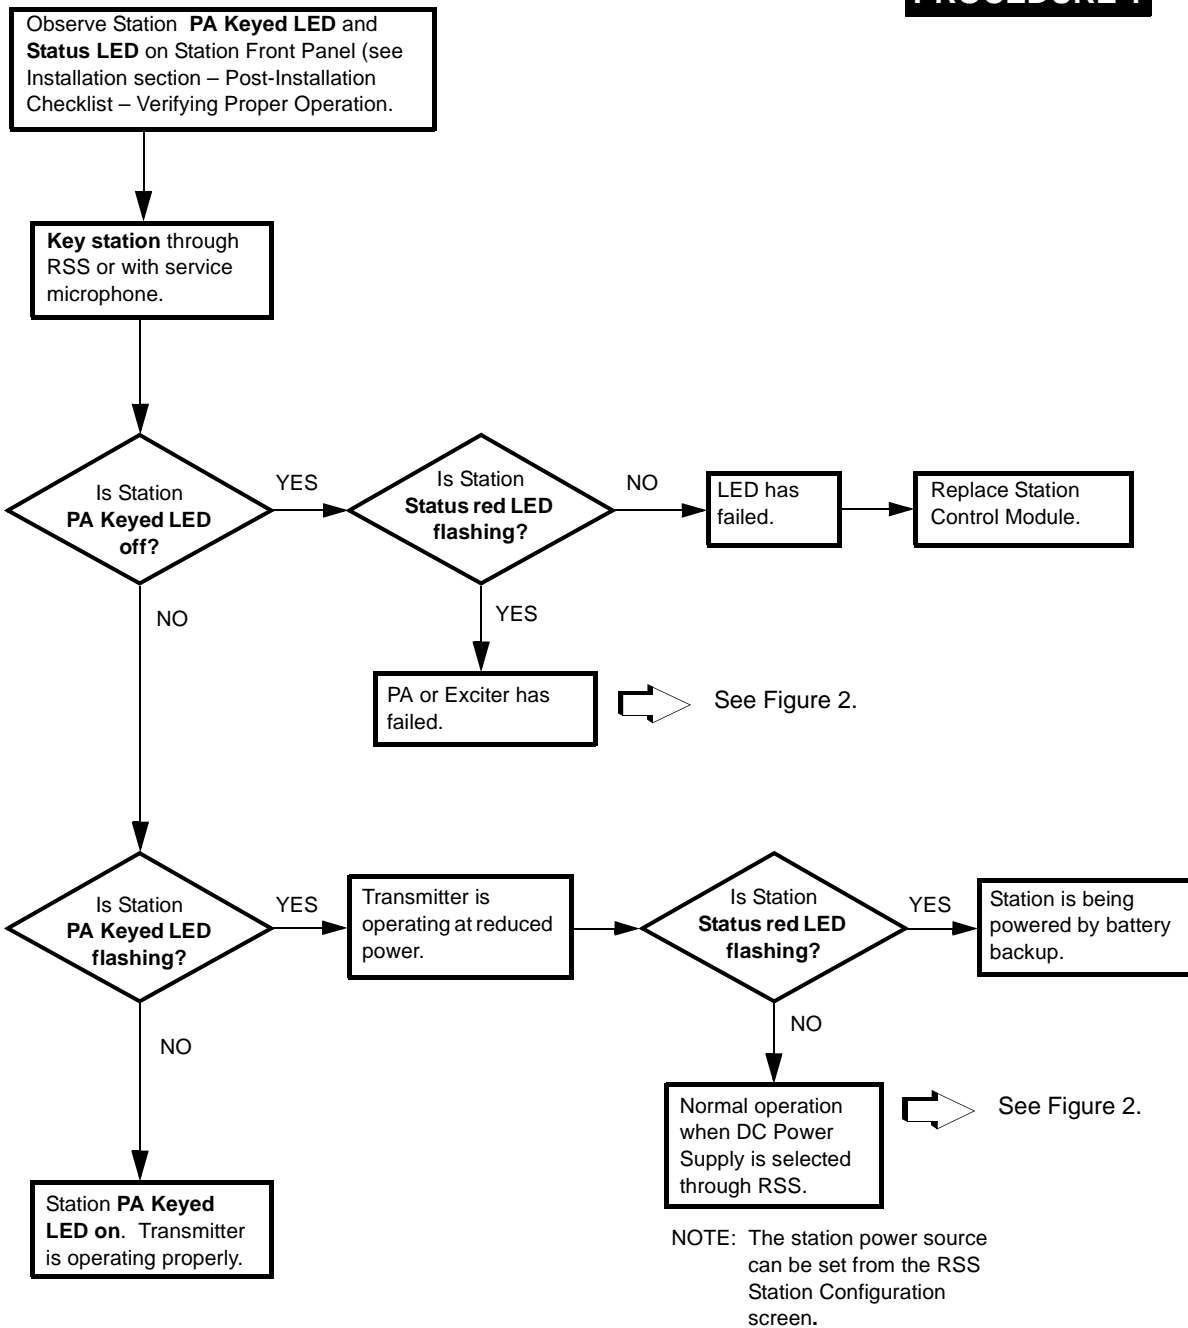 Observe Station PA Keyed LED and
Status LED on Station Front Panel (see
Installation section – Post-Installation
Checklist – Verifying Proper Operation.
Key station through
RSS or with service
microphone.
Is Station
PA Keyed LED
off?
YES
Is Station
Status red LED
flashing?
NO
LED has
failed.
Replace Station
Control Module.
NO
YES
PA or Exciter has
failed.
See Figure 2.
Is Station
PA Keyed LED
flashing?
YES
Transmitter is
operating at reduced
power.
Is Station
Status red LED
flashing?
YES
Station is being
powered by battery
backup.
NO
NO
Normal operation
when DC Power
Supply is selected
through RSS.
See Figure 2.
Station PA Keyed
LED on. Transmitter
is operating properly.
NOTE: The station power source
can be set from the RSS
Station Configuration
screen.